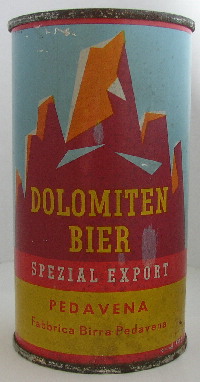 DOLOMITEN
BIER
SPEZIAL EXPORT
PEDAVENA
Fabbrica Birra Pedavena